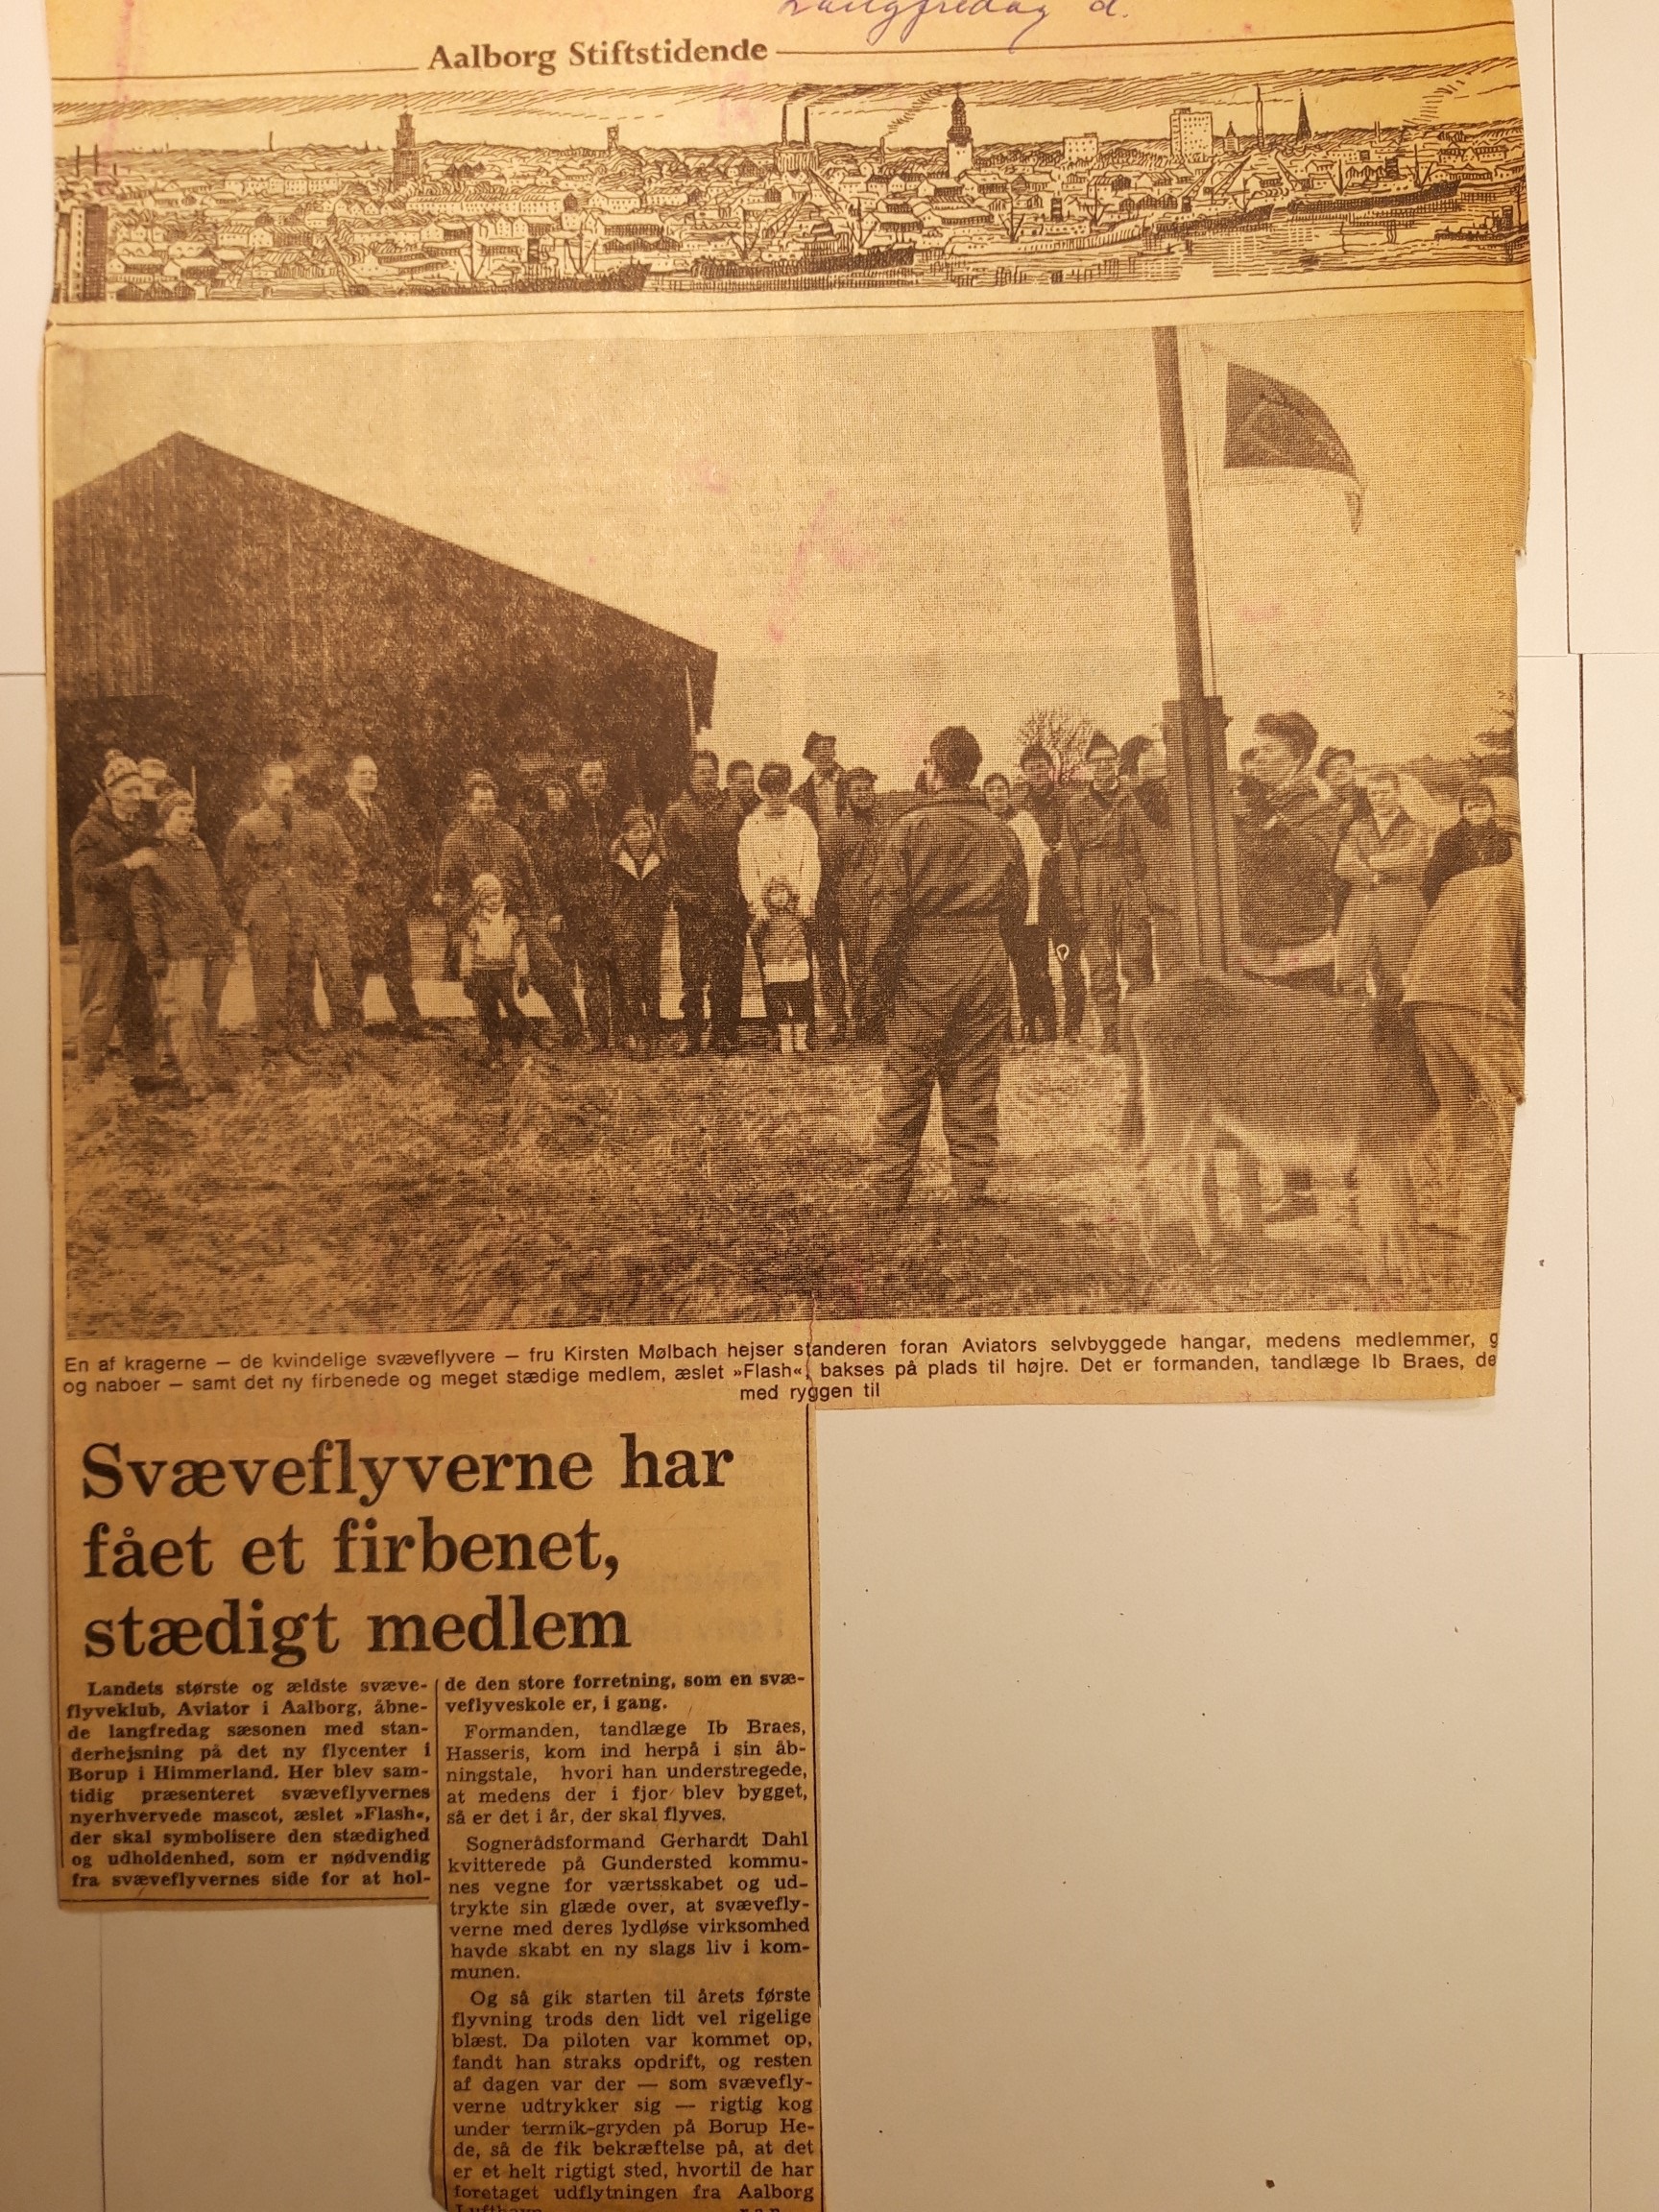 Langfredag d.
Aalborg Stiftstidende
En af kragerne — de kvindelige svæveflyvere — fru Kirsten Mølbach hejser standeren foran Aviators selvbyggede hangar, medens medlemmer, g
og naboer — samt det ny firbenede og meget stædige medlem, æslet »Flash«, bakses på plads til højre. Det er formanden, tandlæge Ib Braes, de
med ryggen til
Svæveflyverne har
fået et firbenet,
stædigt medlem
Landets største og ældste svæve-
flyveklub, Aviator i Aalborg, åbne-
de langfredag sæsonen med stan-
derhejsning på det ny flycenter i
Borup i Himmerland. Her blev sam-
tidig præsenteret svæveflyvernes
nyerhvervede mascot, æslet »Flash«,
der skal symbolisere den stædighed
og udholdenhed, som er nødvendig
fra svæveflyvernes side for at hol-
de den store forretning, som en svæ-
veflyveskole er, i gang.
Formanden, tandlæge Ib Braes,
Hasseris, kom ind herpå i sin åb-
ningstale, hvori han understregede,
at medens der i fjor blev bygget,
så er det i år, der skal flyves.
Sognerådsformand Gerhardt Dahl
kvitterede på Gundersted kommu-
nes vegne for værtsskabet og ud-
trykte sin glæde over, at svævefly-
verne med deres lydløse virksomhed
havde skabt en ny slags liv i kom-
munen.
Og så gik starten til årets første
flyvning trods den lidt vel rigelige
blæst. Da piloten var kommet op,
fandt han straks opdrift, og resten
af dagen var der — som svævefly-
verne udtrykker sig — rigtig kog
under termik-gryden på Borup He-
de, så de fik bekræftelse på, at det
er et helt rigtigt sted, hvortil de har
foretaget udflytningen fra Aalborg